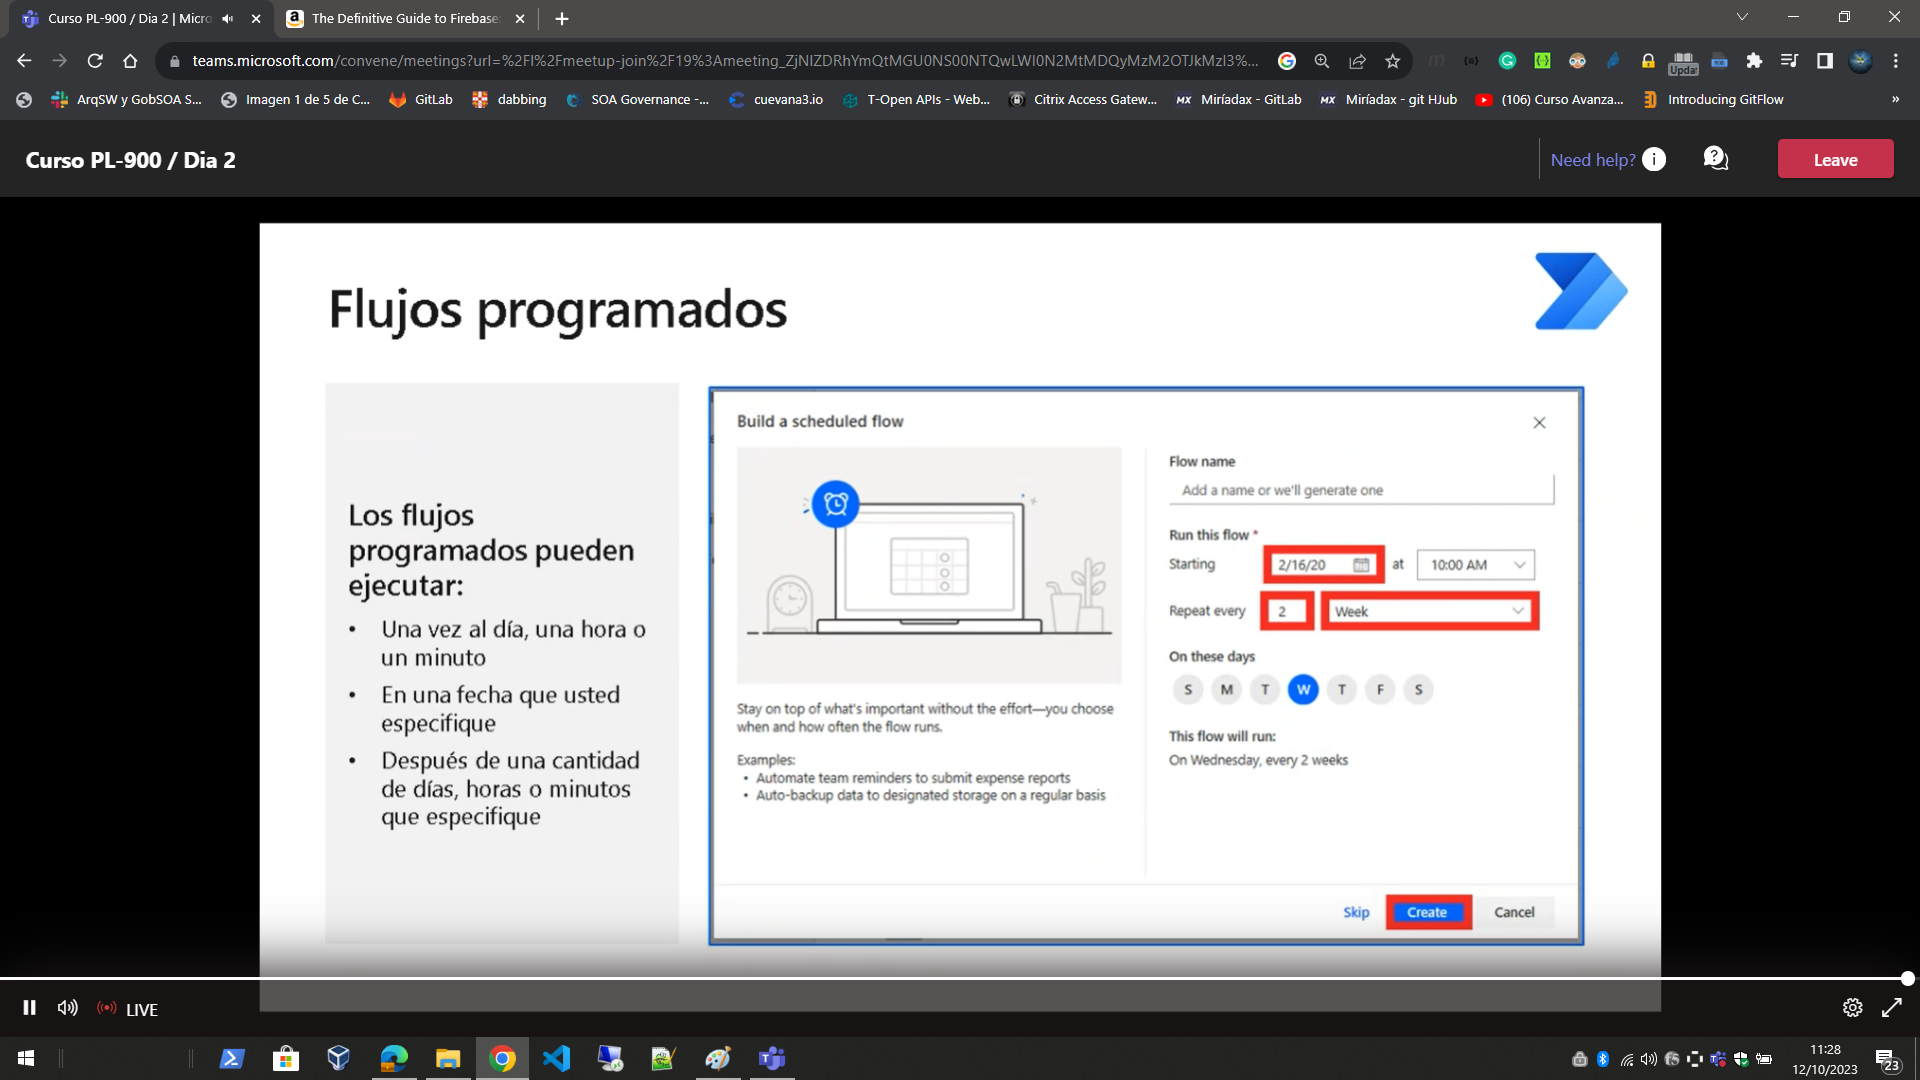 Curso PL-900 / Dia 2 | Micro
The Definitive Guide to Firebase:
teams.microsoft.com/convene/meetings?url=%2Fl%2Fmeetup-join%2F19%3Ameeting_ZjNlZDRhYmQtMGU0NS00NTQwLWI0N2MtMDQyMzM2OTJkMzI3%...
Upda
ArqSW y GobSOA S...
Imagen 1 de 5 de C...
GitLab
dabbing
SOA Governance -...
cuevana3.io
T-Open APIs - Web...
Citrix Access Gatew...
Miríadax - GitLab
Miríadax - git HJub
(106) Curso Avanza...
Introducing GitFlow
»
Curso PL-900 / Dia 2
Need help?
Leave
Flujos programados
Los flujos
programados pueden
ejecutar:
• Una vez al día, una hora o
un minuto
• En una fecha que usted
especifique
• Después de una cantidad
de días, horas o minutos
que especifique
Build a scheduled flow
Stay on top of what's important without the effort—you choose
when and how often the flow runs.
Examples:
• Automate team reminders to submit expense reports
• Auto-backup data to designated storage on a regular basis
Flow name
Add a name or we'll generate one
Run this flow *
Starting 2/16/20 at 10:00 AM
Repeat every 2 Week
On these days
S M T W T F S
This flow will run:
On Wednesday, every 2 weeks
Skip Create Cancel
LIVE
11:28
12/10/2023
23